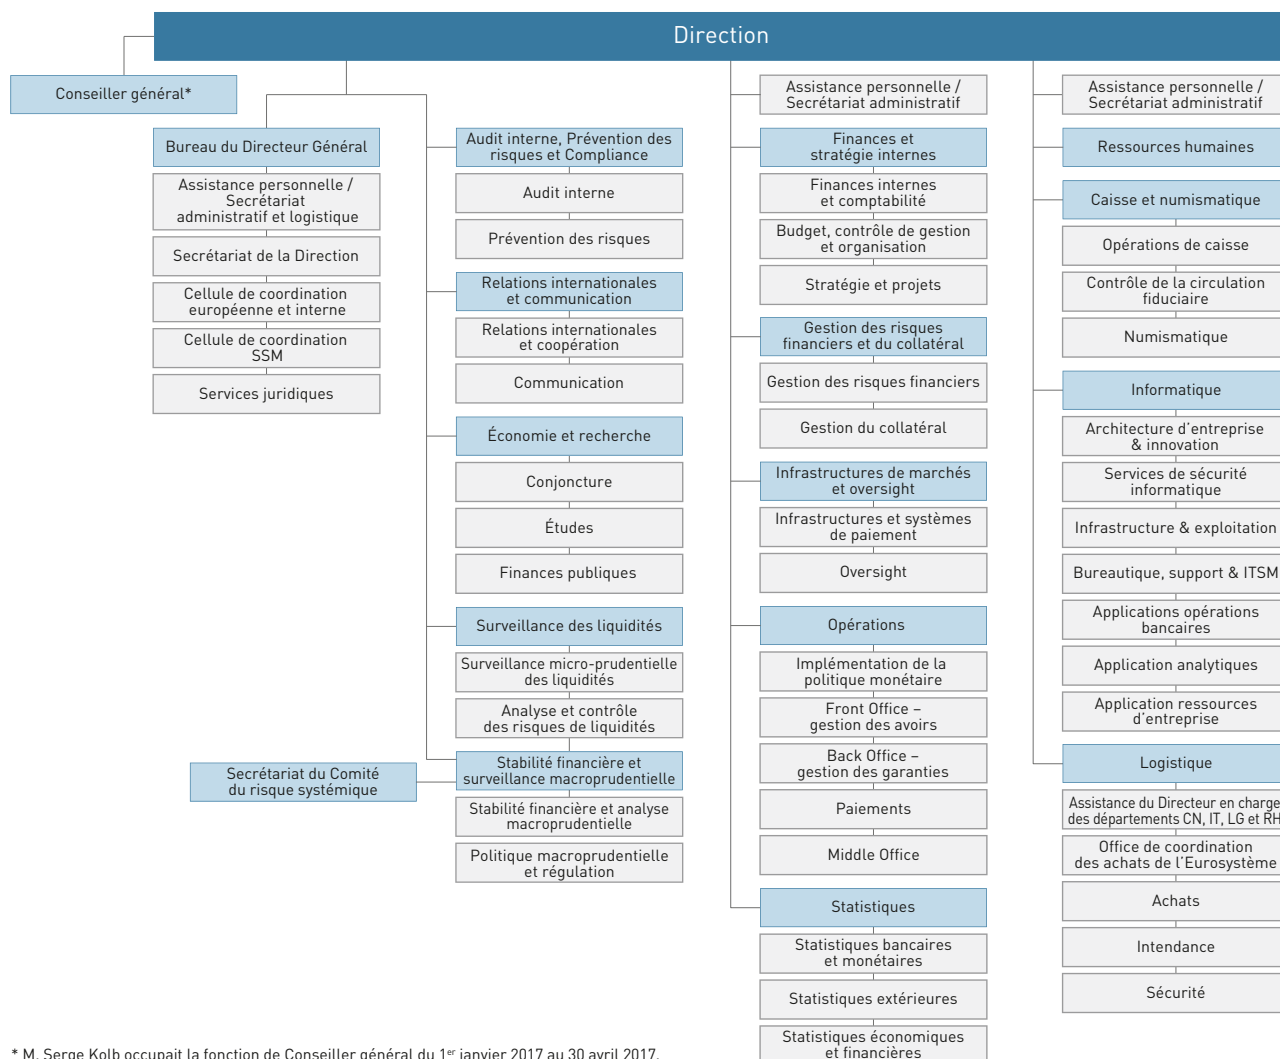 Direction
Conseiller général*
Bureau du Directeur Général
Assistance personnelle /
Secrétariat
administratif et logistique
Secrétariat de la Direction
Cellule de coordination
européenne et interne
Cellule de coordination
SSM
Services juridiques
Audit interne, Prévention des
risques et Compliance
Audit interne
Prévention des risques
Relations internationales
et communication
Relations internationales
et coopération
Communication
Économie et recherche
Conjoncture
Études
Finances publiques
Surveillance des liquidités
Surveillance micro-prudentielle
des liquidités
Analyse et contrôle
des risques de liquidités
Stabilité financière et
surveillance macroprudentielle
Secrétariat du Comité
du risque systémique
Stabilité financière et analyse
macroprudentielle
Politique macroprudentielle
et régulation
Assistance personnelle /
Secrétariat administratif
Finances et
stratégie internes
Finances internes
et comptabilité
Budget, contrôle de gestion
et organisation
Stratégie et projets
Gestion des risques
financiers et du collatéral
Gestion des risques financiers
Gestion du collatéral
Infrastructures de marchés
et oversight
Infrastructures et systèmes
de paiement
Oversight
Opérations
Implémentation de la
politique monétaire
Front Office –
gestion des avoirs
Back Office –
gestion des garanties
Paiements
Middle Office
Statistiques
Statistiques bancaires
et monétaires
Statistiques extérieures
Statistiques économiques
et financières
Assistance personnelle /
Secrétariat administratif
Ressources humaines
Caisse et numismatique
Opérations de caisse
Contrôle de la circulation
fiduciaire
Numismatique
Informatique
Architecture d'entreprise
& innovation
Services de sécurité
informatique
Infrastructure & exploitation
Bureautique, support & ITSM
Applications opérations
bancaires
Application analytiques
Application ressources
d'entreprise
Logistique
Assistance du Directeur en charge
des départements CN, IT, LG et RH
Office de coordination
des achats de l'Eurosystème
Achats
Intendance
Sécurité
* M. Serge Kolb occupait la fonction de Conseiller général du 1er janvier 2017 au 30 avril 2017.